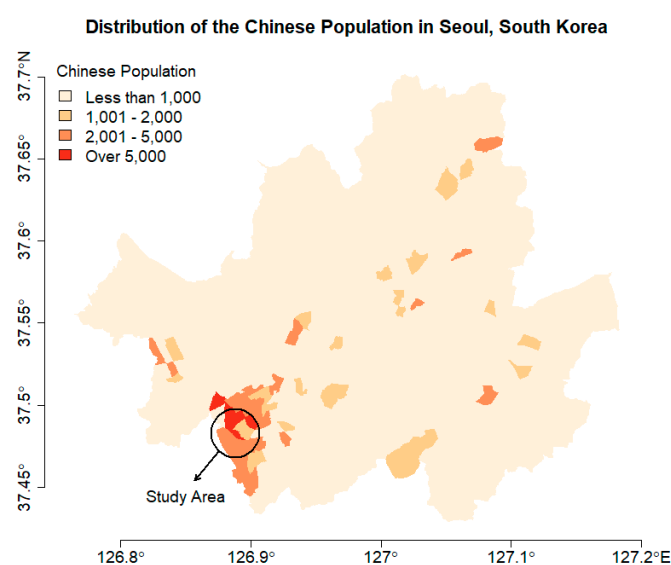 Distribution of the Chinese Population in Seoul, South Korea
Chinese Population
Less than 1,000
1,001 - 2,000
2,001 - 5,000
Over 5,000
37.7°N
37.65°
37.6°
37.55°
37.5°
37.45°
Study Area
126.8°
126.9°
127°
127.1°
127.2°E